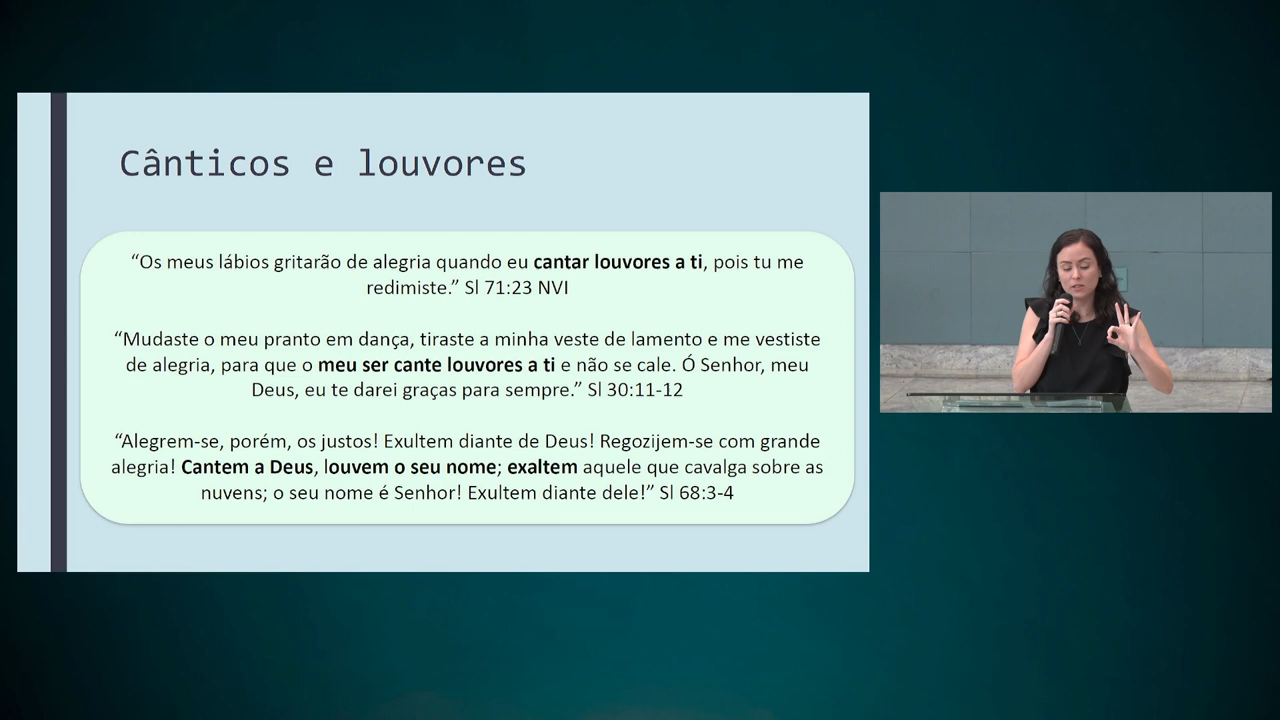 Cânticos e louvores
“Os meus lábios gritarão de alegria quando eu cantar louvores a ti, pois tu me
redimiste.” Sl 71:23 NVI
“Mudaste o meu pranto em dança, tiraste a minha veste de lamento e me vestiste
de alegria, para que o meu ser cante louvores a ti e não se cale. Ó Senhor, meu
Deus, eu te darei graças para sempre.” Sl 30:11-12
“Alegrem-se, porém, os justos! Exultem diante de Deus! Regozijem-se com grande
alegria! Cantem a Deus, louvem o seu nome; exaltem aquele que cavalga sobre as
nuvens; o seu nome é Senhor! Exultem diante dele!” Sl 68:3-4